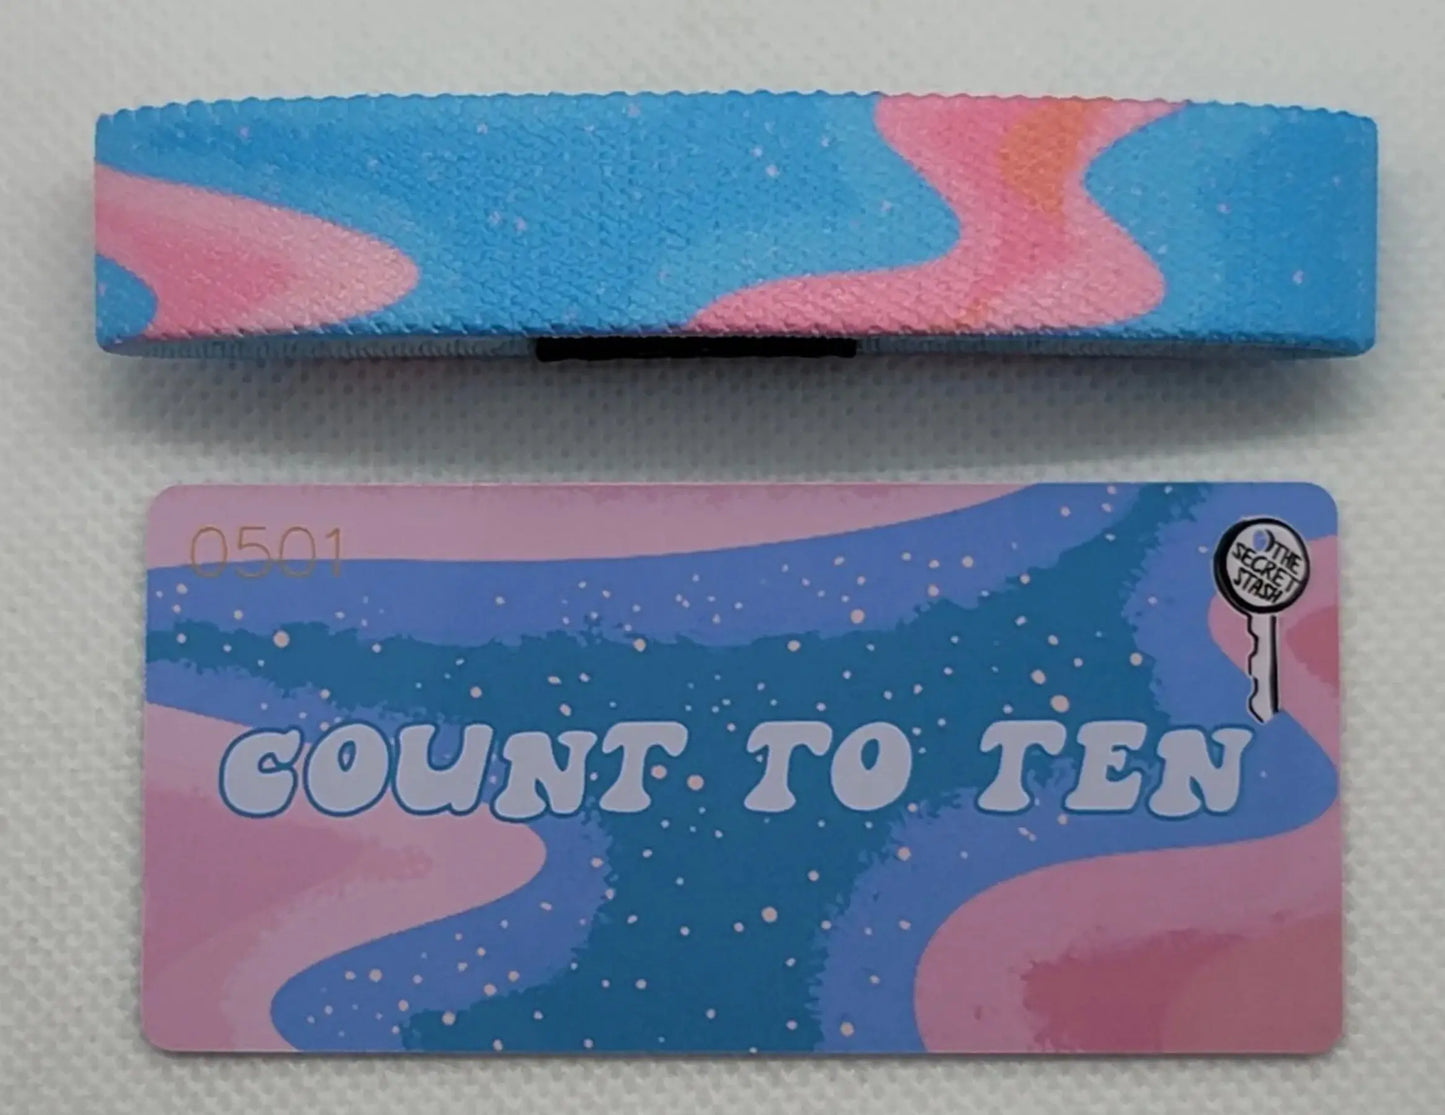 0501
THE
SECRET
STASH
COUNT TO TEN